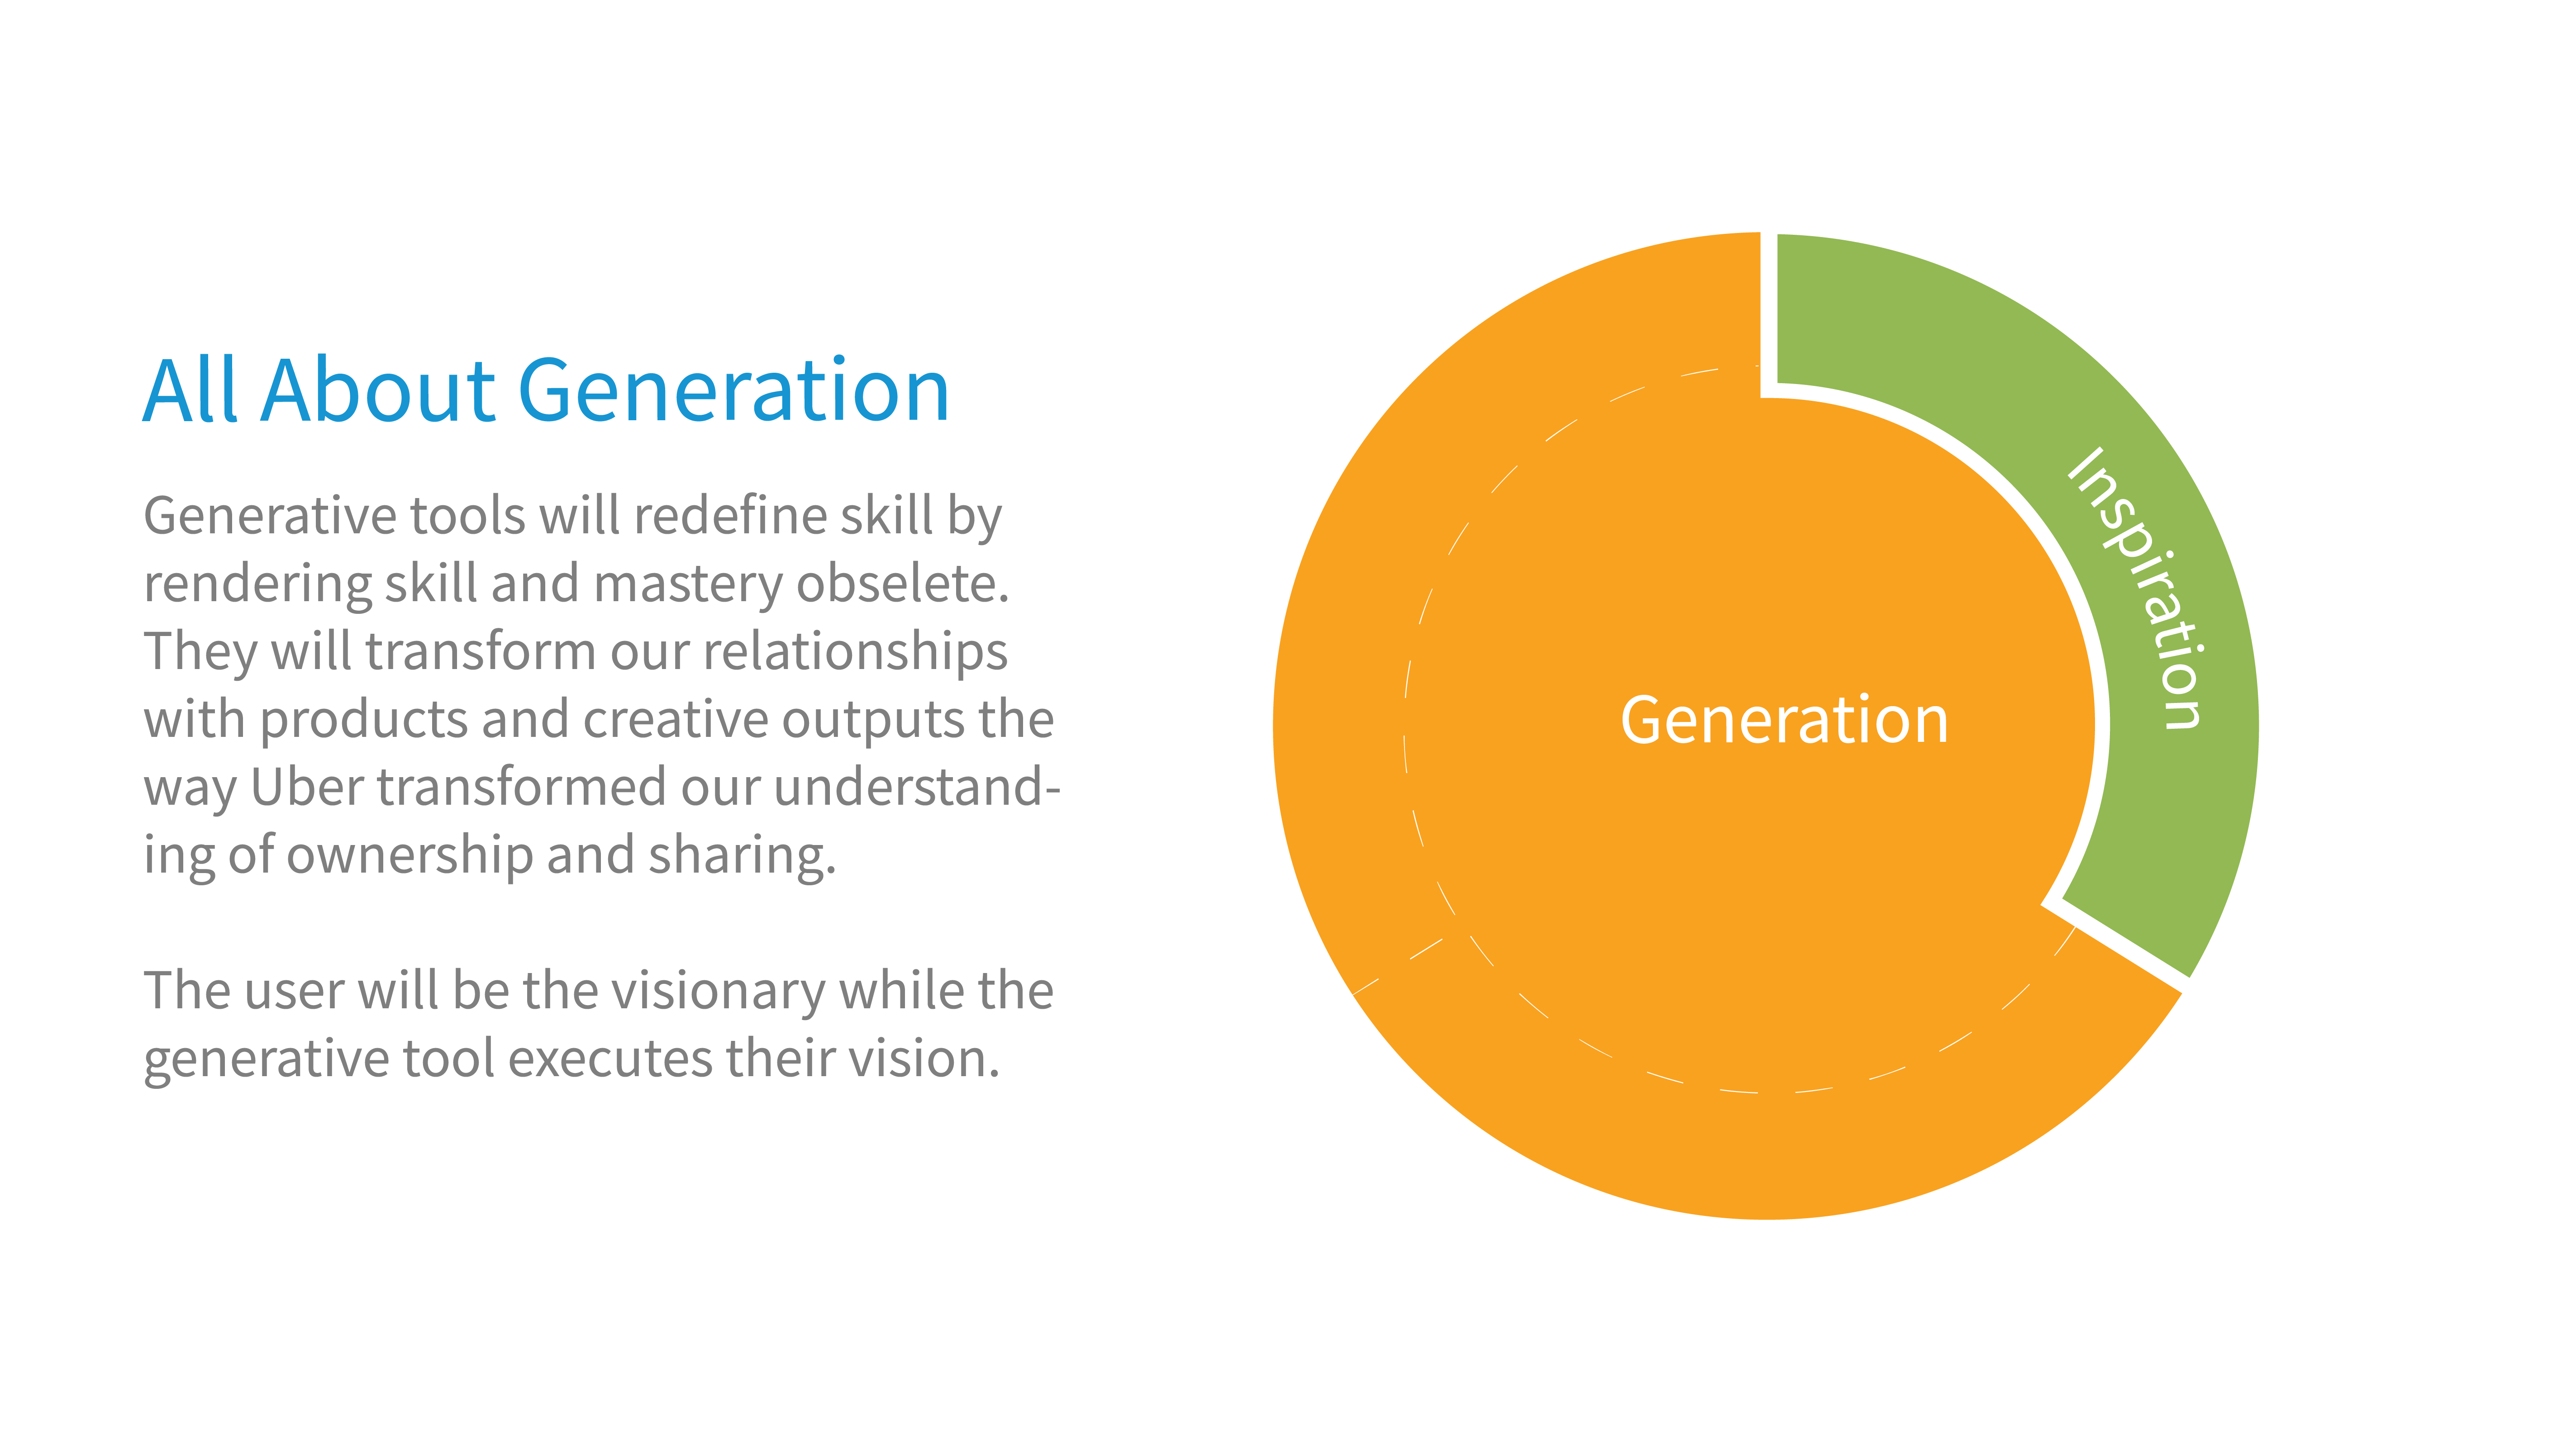 All About Generation
Generative tools will redefine skill by
rendering skill and mastery obselete.
They will transform our relationships
with products and creative outputs the
way Uber transformed our understand-
ing of ownership and sharing.
The user will be the visionary while the
generative tool executes their vision.
Generation
Inspiration